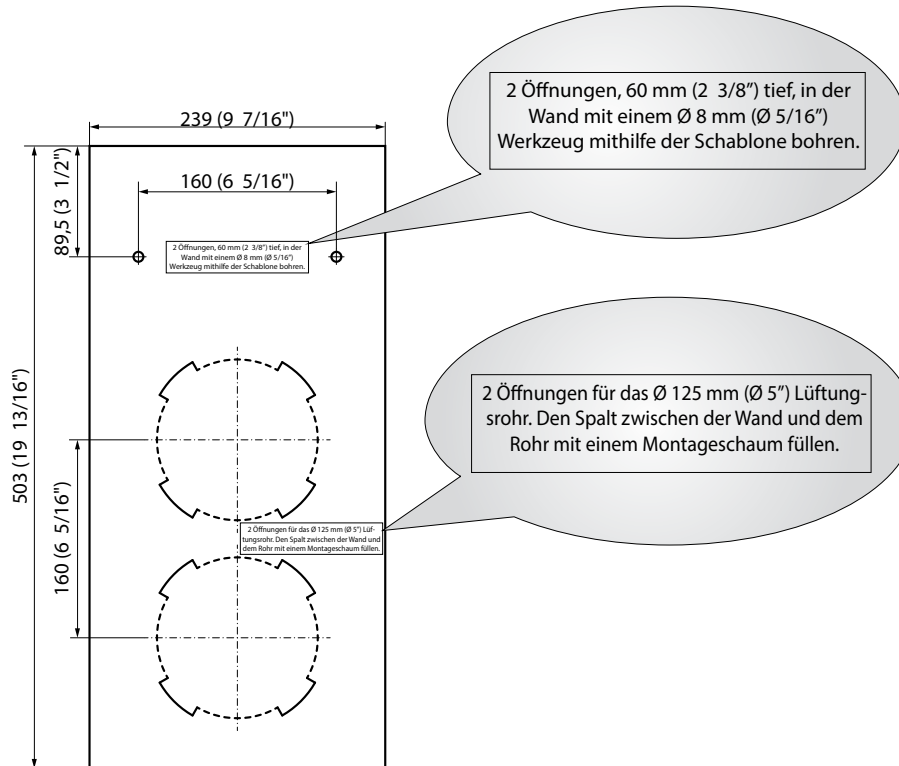 2 Öffnungen, 60 mm (2 3/8”) tief, in der
Wand mit einem Ø 8 mm (Ø 5/16”)
Werkzeug mithilfe der Schablone bohren.
239 (9 7/16")
160 (6 5/16")
89,5 (3 1/2")
2 Öffnungen, 60 mm (2 3/8”) tief, in der
Wand mit einem Ø 8 mm (Ø 5/16”)
Werkzeug mithilfe der Schablone bohren.
503 (19 13/16")
160 (6 5/16")
2 Öffnungen für das Ø 125 mm (Ø 5”) Lüftung-
srohr. Den Spalt zwischen der Wand und dem
Rohr mit einem Montageschaum füllen.
2 Öffnungen für das Ø 125 mm (Ø 5”) Lüf-
tungsrohr. Den Spalt zwischen der Wand und
dem Rohr mit einem Montageschaum füllen.